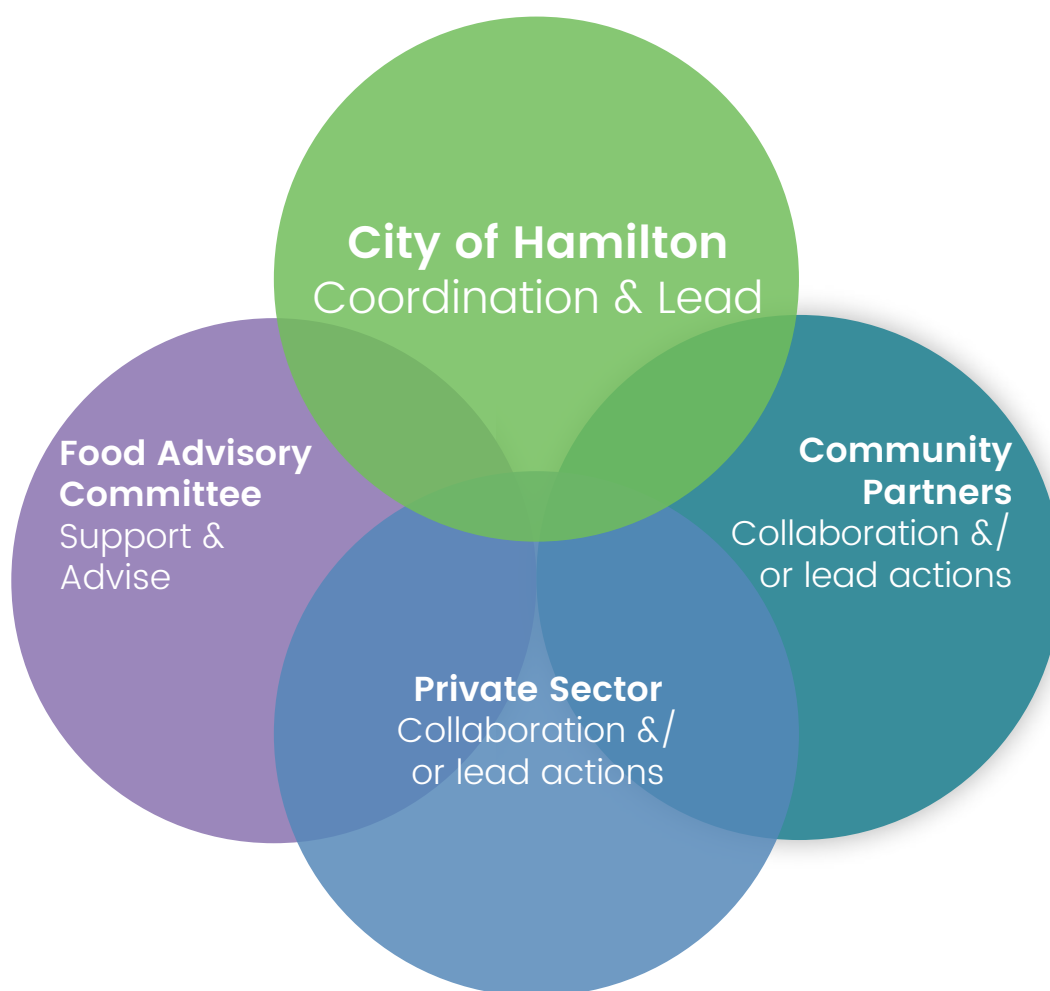 City of Hamilton
Coordination & Lead
Food Advisory
Committee
Support &
Advise
Community
Partners
Collaboration &/
or lead actions
Private Sector
Collaboration &/
or lead actions